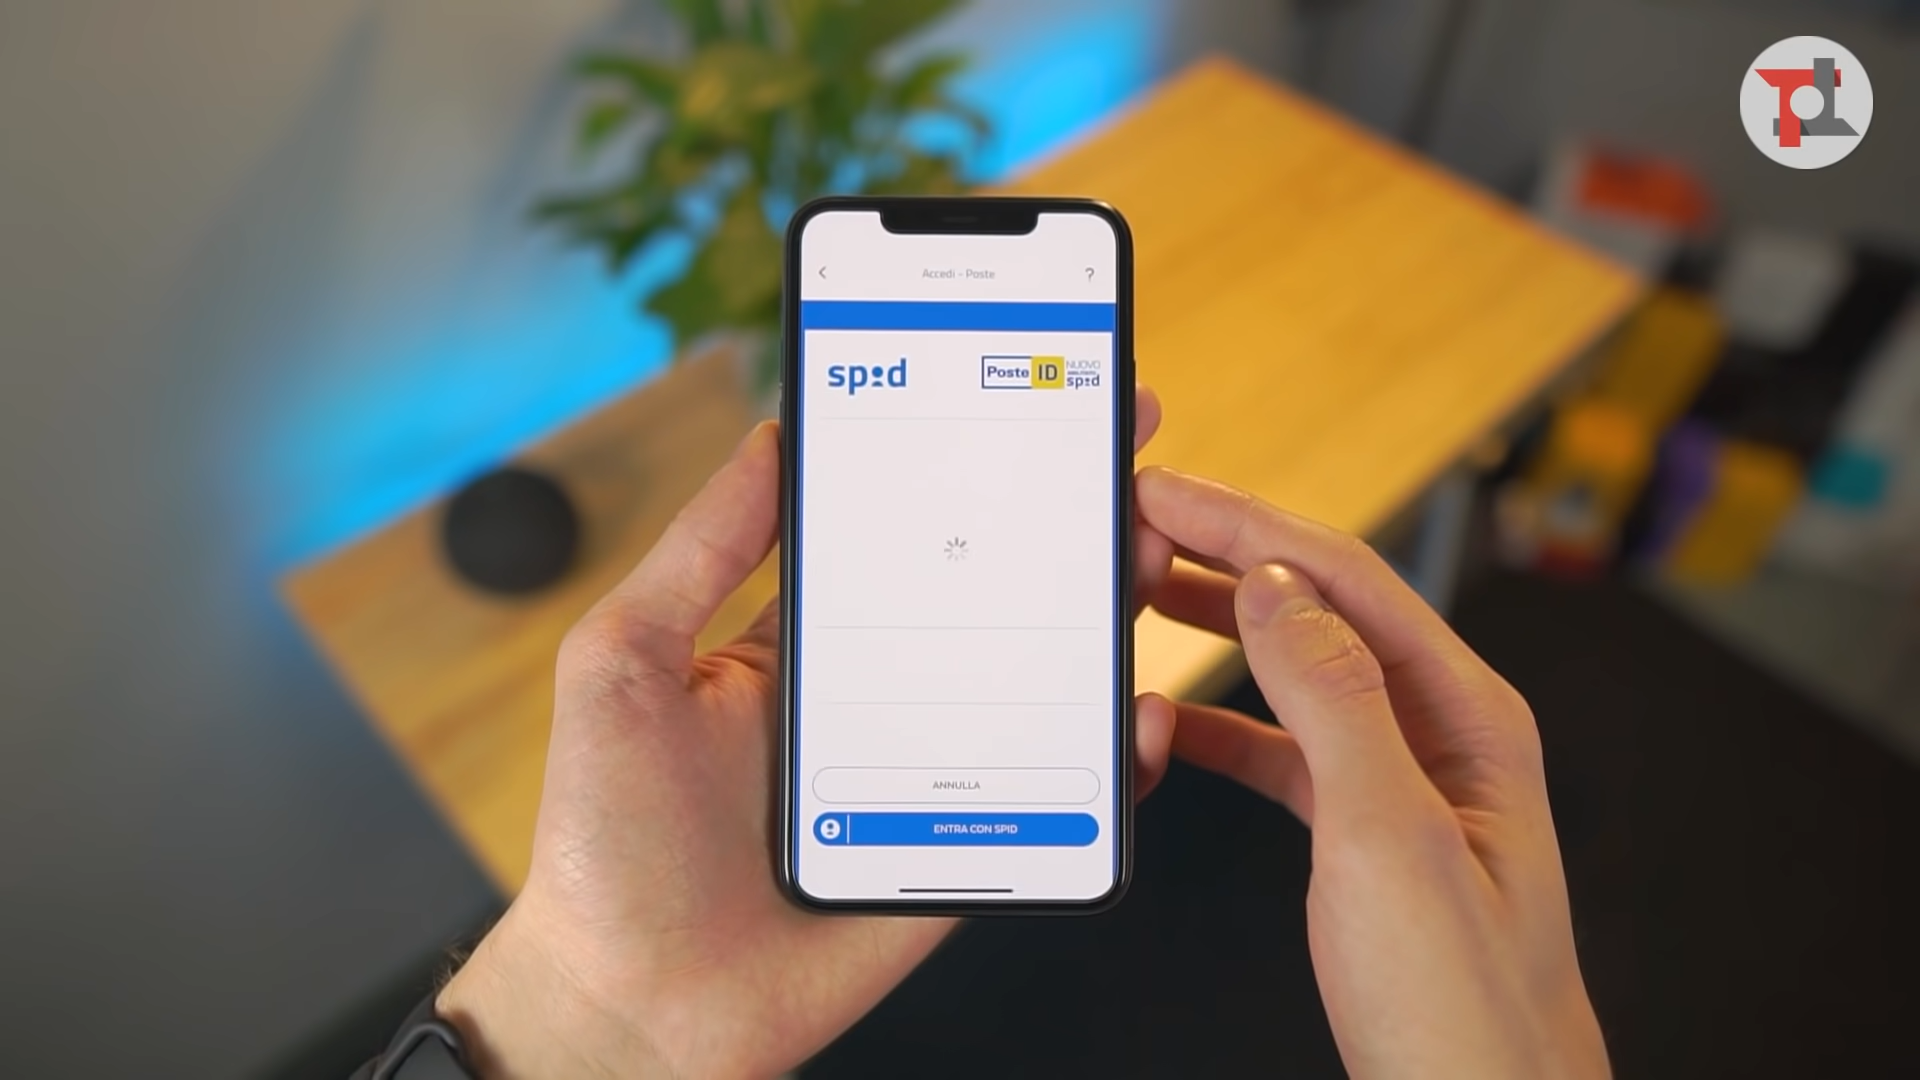 Accedi - Poste
?
spid
Poste ID
NUOVO
spid
ANNULLA
ENTRA CON SPID